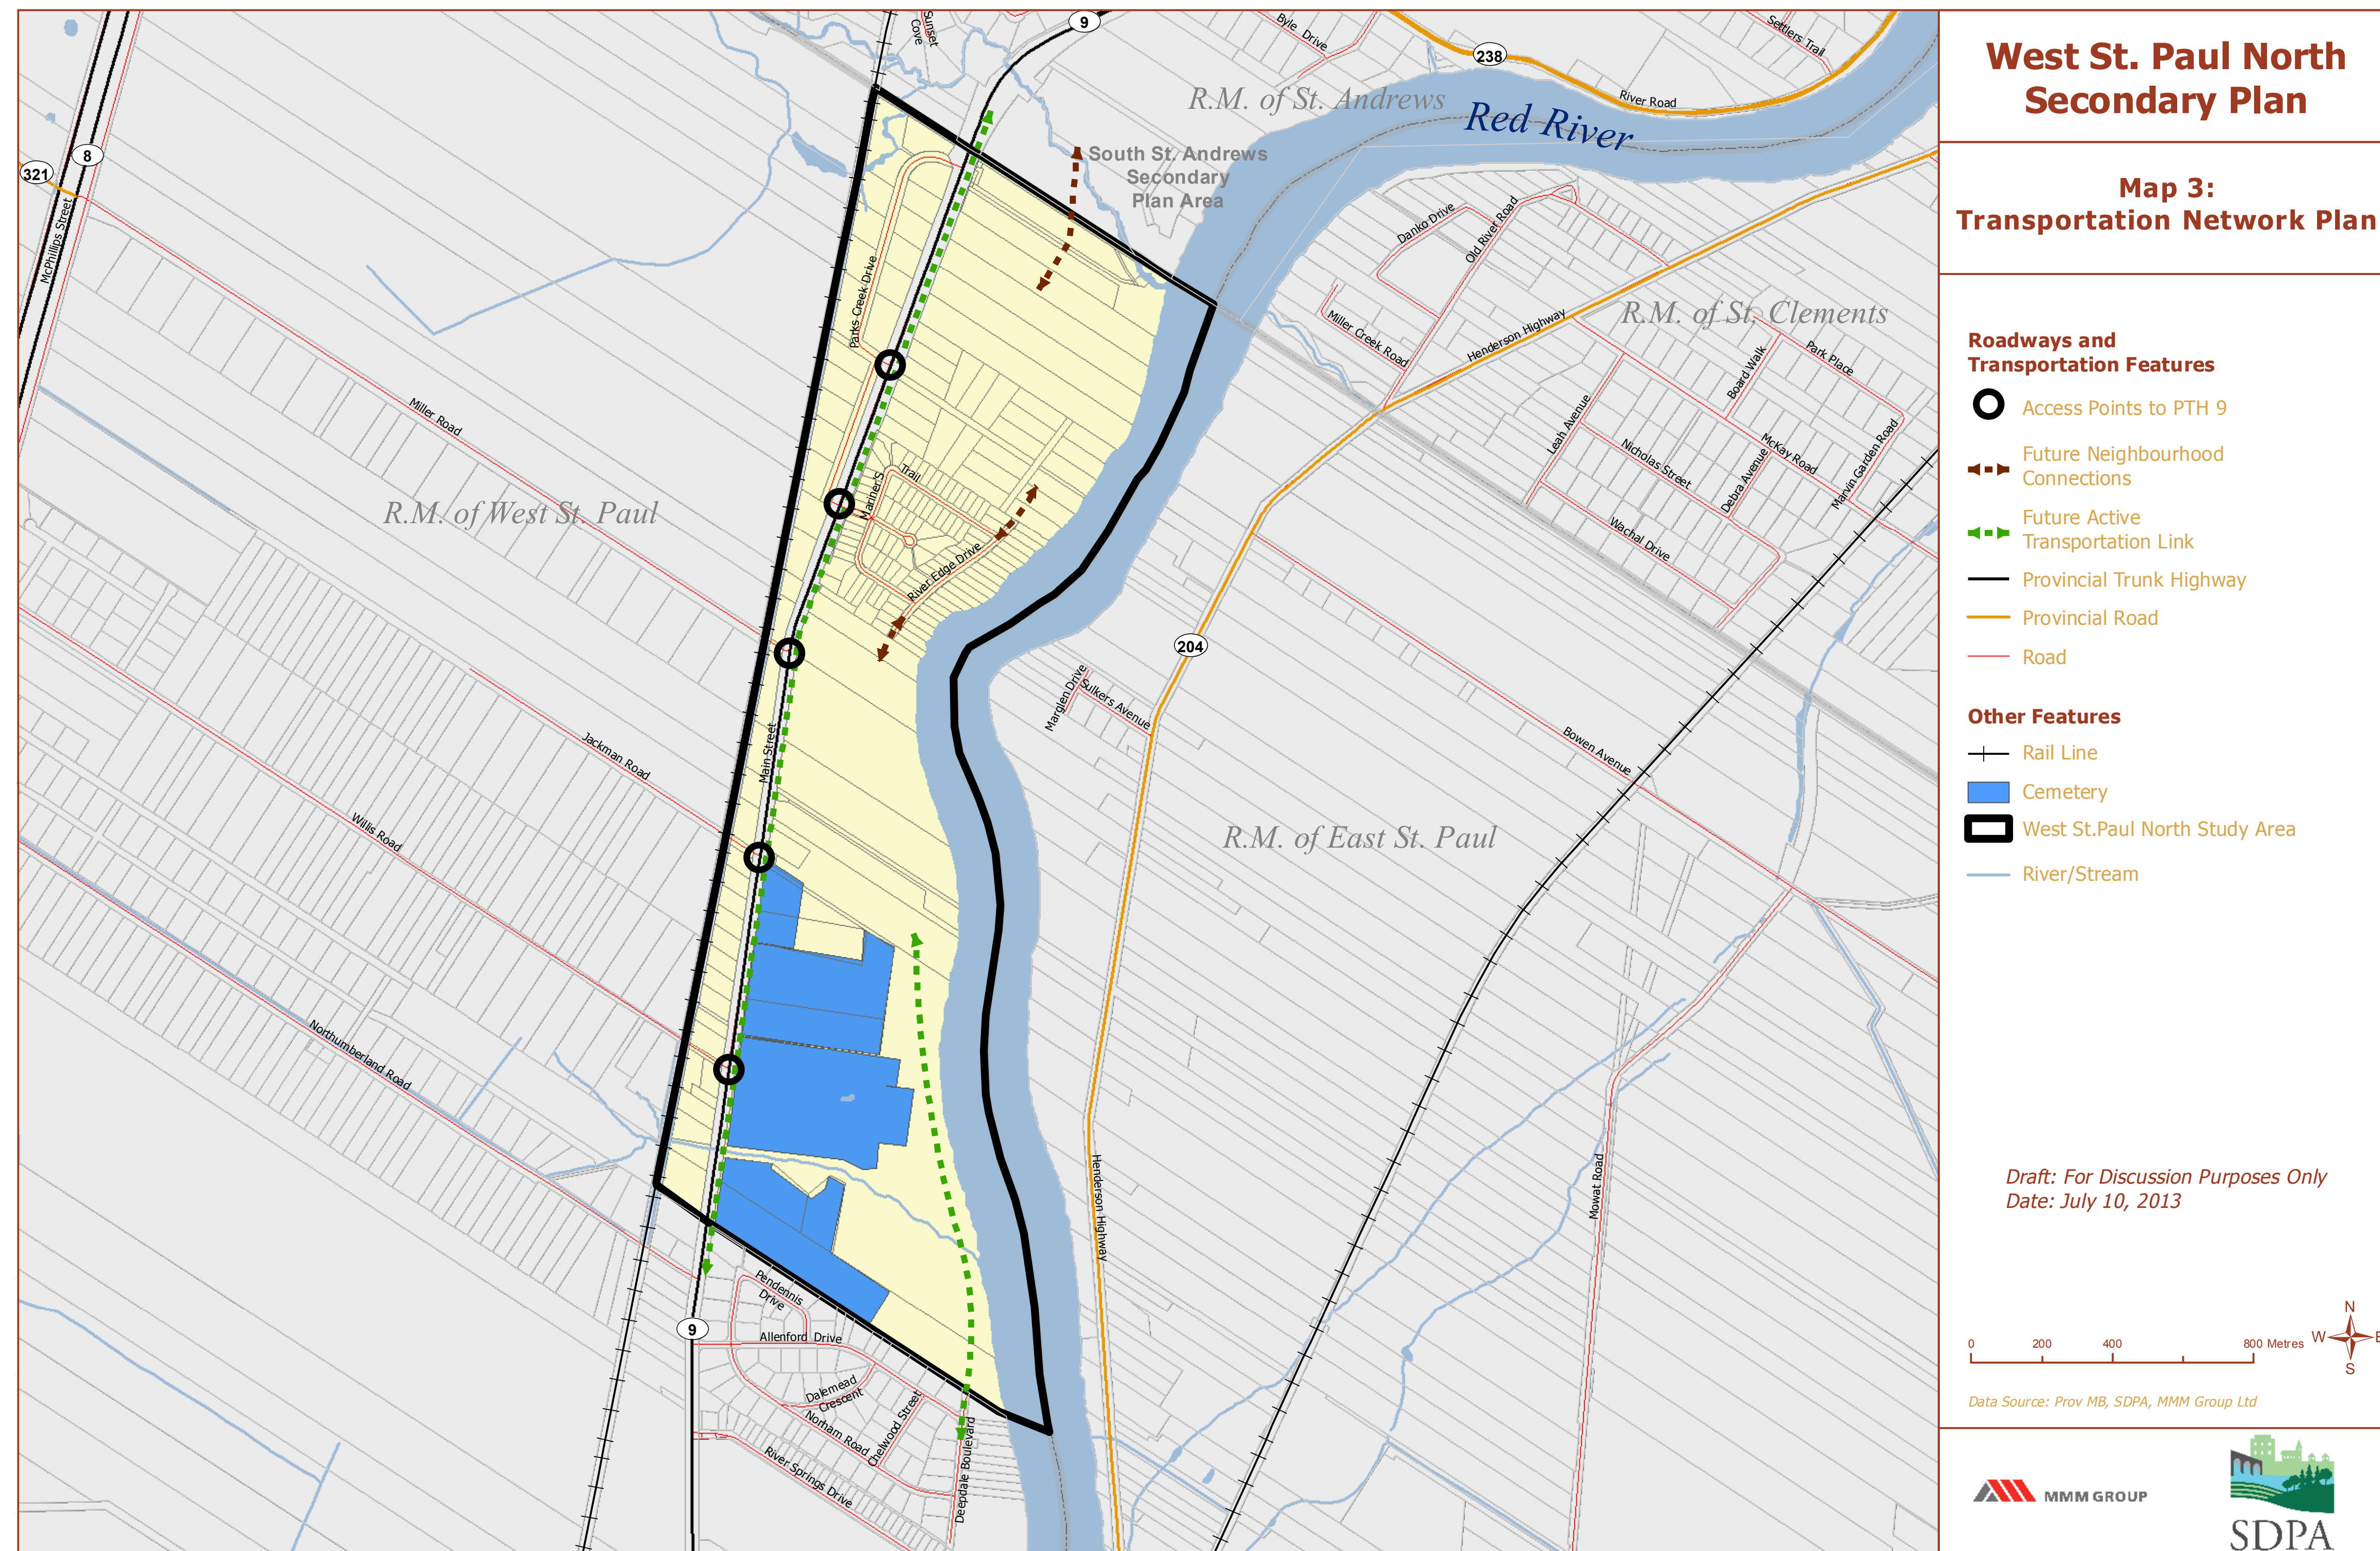 West St. Paul North
Secondary Plan
Map 3:
Transportation Network Plan
Roadways and
Transportation Features
Access Points to PTH 9
Future Neighbourhood
Connections
Future Active
Transportation Link
Provincial Trunk Highway
Provincial Road
Road
Other Features
Rail Line
Cemetery
West St.Paul North Study Area
River/Stream
Draft: For Discussion Purposes Only
Date: July 10, 2013
0 200 400 800 Metres
N
W E
S
Data Source: Prov MB, SDPA, MMM Group Ltd
MMM GROUP
SDPA
Sunset
Cove
9
Byle Drive
238
Settlers Trail
River Road
R.M. of St. Andrews
Red River
8
321
McPhillips Street
South St. Andrews
Secondary
Plan Area
Danko Drive
Old River Road
Parks Creek Drive
Miller Creek Road
Henderson Highway
R.M. of St. Clements
Park Place
Board Walk
Leah Avenue
Nicholas Street
McKay Road
Debra Avenue
Marvin Garden Road
Wachal Drive
Miller Road
R.M. of West St. Paul
Mariner's
Trail
River Edge Drive
204
Marglen Drive
Sulkers Avenue
Bowen Avenue
Main Street
Jackman Road
Willis Road
R.M. of East St. Paul
Northumberland Road
Henderson Highway
Mowat Road
Pendennis
Drive
9
Allenford Drive
Dalemead
Crescent
Norham Road
Chelwood Street
Deepdale Boulevard
River Springs Drive